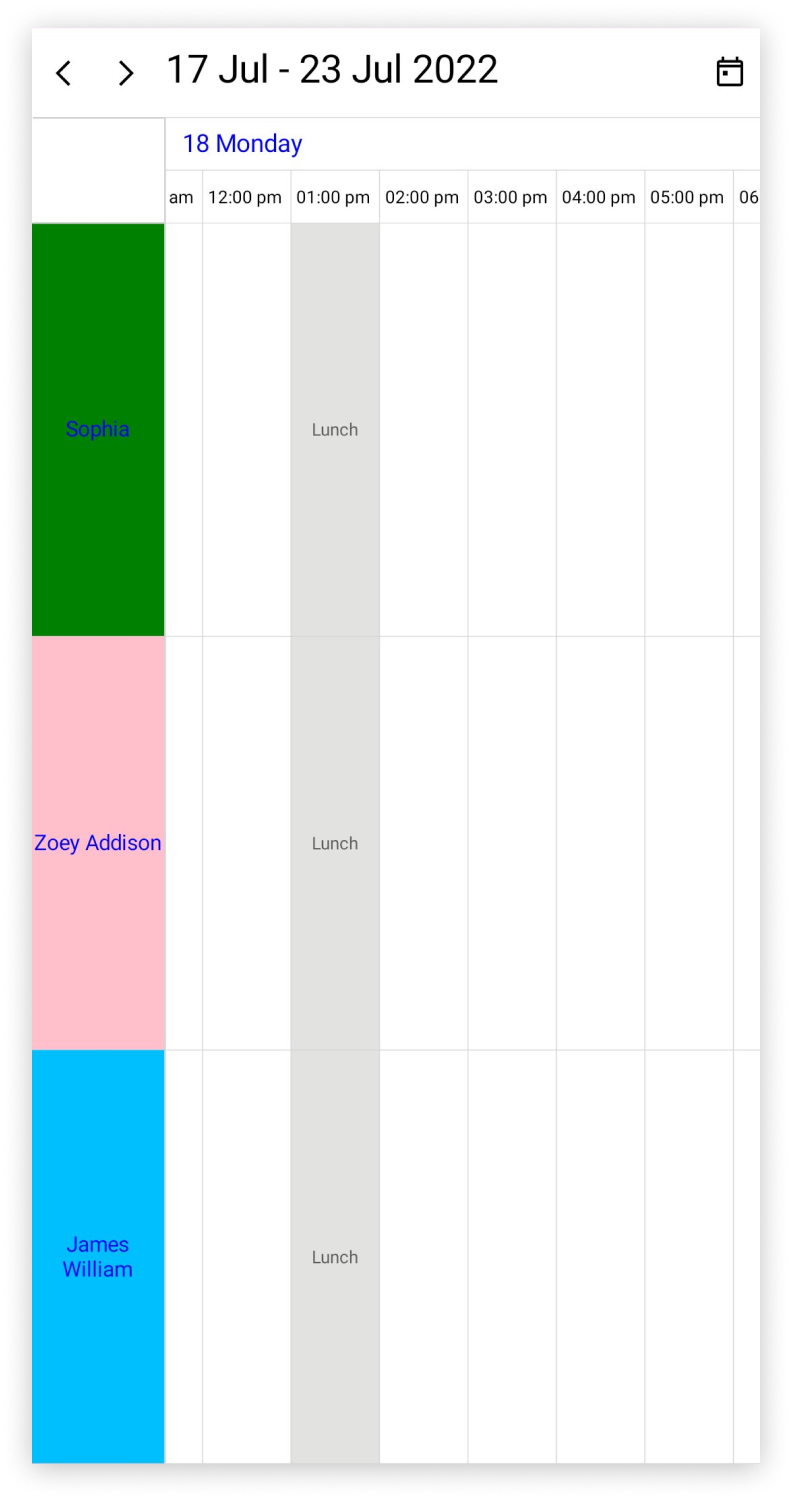 17 Jul - 23 Jul 2022
18 Monday
am 12:00 pm 01:00 pm 02:00 pm 03:00 pm 04:00 pm 05:00 pm 06
Sophia
Lunch
Zoey Addison
Lunch
James
William
Lunch